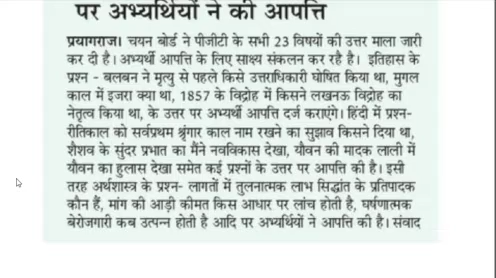 पर अभ्यर्थियों ने की आपत्ति
प्रयागराज। चयन बोर्ड ने पीजीटी के सभी 23 विषयों की उत्तर माला जारी
कर दी है। अभ्यर्थी आपत्ति के लिए साक्ष्य संकलन कर रहै है। इतिहास के
प्रश्न - बलबन ने मृत्यु से पहले किसे उत्तराधिकारी घोषित किया था, मुगल
काल में इजरा क्या था, 1857 के विद्रोह में किसने लखनऊ विद्रोह का
नेतृत्व किया था, के उत्तर पर अभ्यर्थी आपत्ति दर्ज कराएंगे। हिंदी में प्रश्न-
रीतिकाल को सर्वप्रथम श्रृंगार काल नाम रखने का सुझाव किसने दिया था,
शैशव के सुंदर प्रभात का मैंने नवविकास देखा, यौवन की मादक लाली में
यौवन का हुलास देखा समेत कई प्रश्नों के उत्तर पर आपत्ति की है। इसी
तरह अर्थशास्त्र के प्रश्न- लागतों में तुलनात्मक लाभ सिद्धांत के प्रतिपादक
कौन हैं, मांग की आड़ी कीमत किस आधार पर लांच होती है, घर्षणात्मक
बेरोजगारी कब उत्पन्न होती है आदि पर अभ्यर्थियों ने आपत्ति की है। संवाद